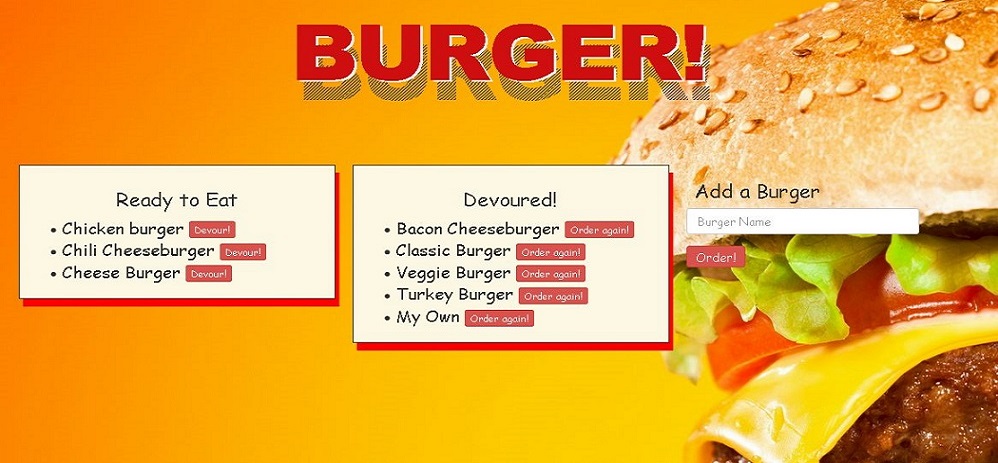 BURGER!
Ready to Eat
Chicken burger Devour!
Chili Cheeseburger Devour!
Cheese Burger Devour!
Devoured!
Bacon Cheeseburger Order again!
Classic Burger Order again!
Veggie Burger Order again!
Turkey Burger Order again!
My Own Order again!
Add a Burger
Burger Name
Order!